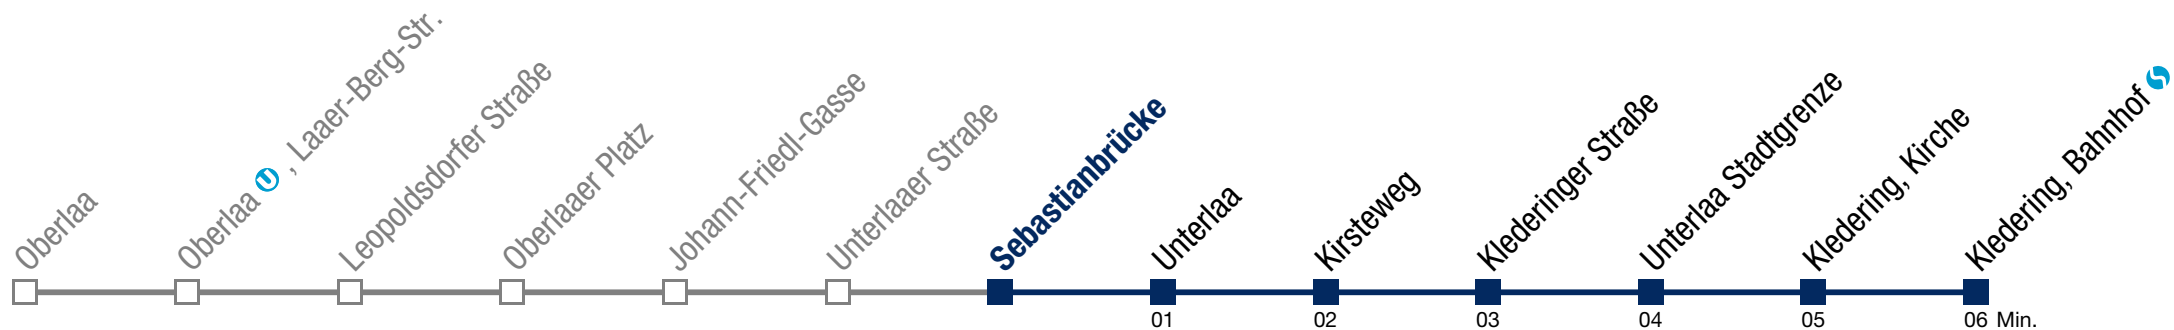 Oberlaa
Oberlaa U, Laaer-Berg-Str.
Leopoldsdorfer Straße
Oberlaaer Platz
Johann-Friedl-Gasse
Unterlaaer Straße
Sebastianbrücke
Unterlaa
Kirsteweg
Klederinger Straße
Unterlaa Stadtgrenze
Kledering, Kirche
Kledering, Bahnhof S
01 02 03 04 05 06 Min.